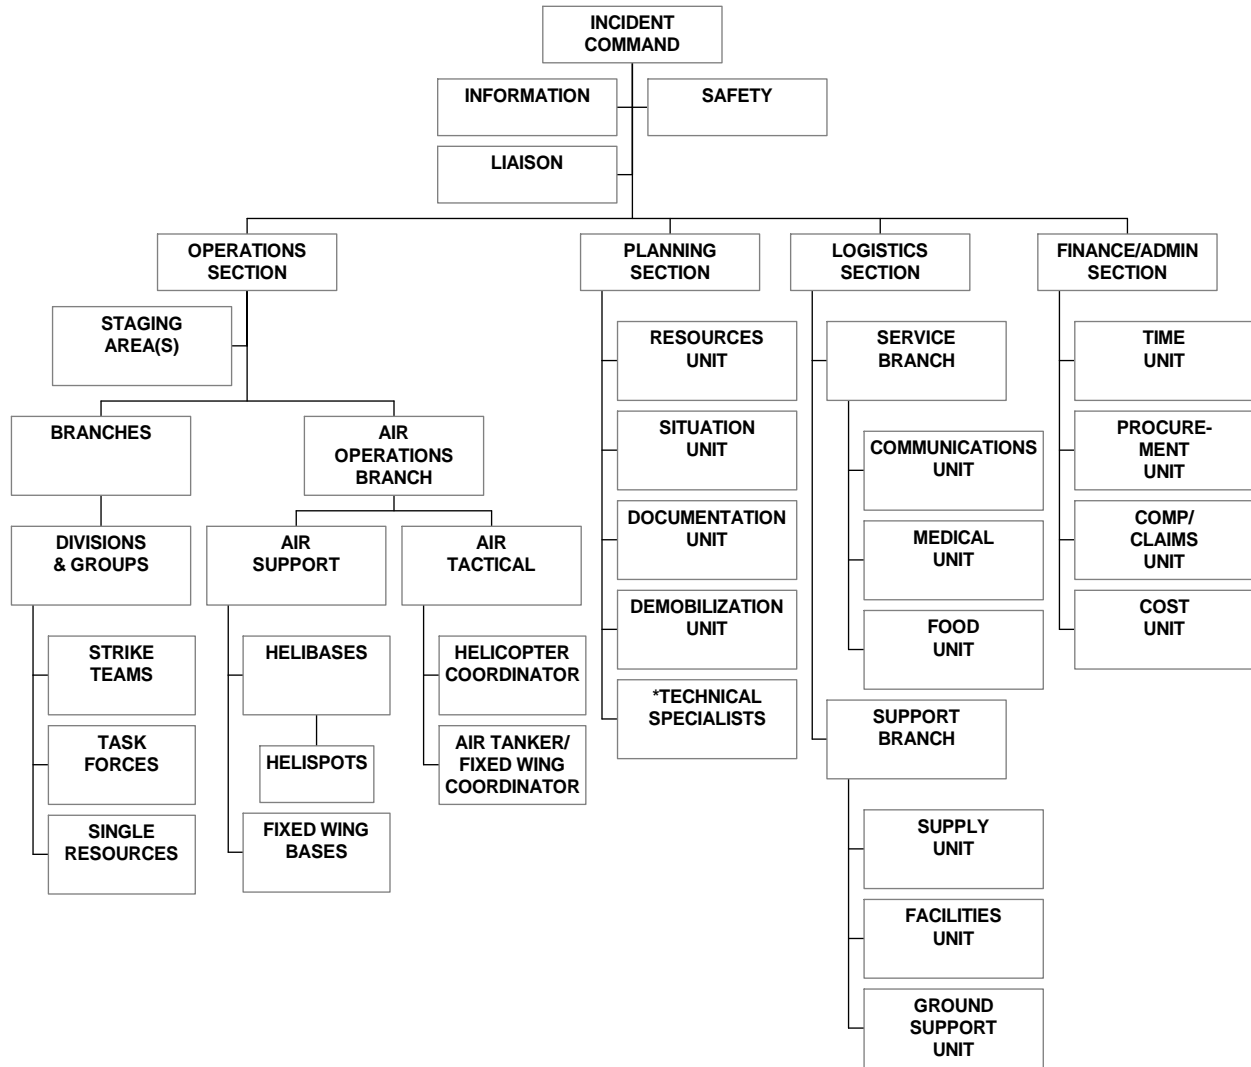 INCIDENT
COMMAND
INFORMATION
SAFETY
LIAISON
OPERATIONS
SECTION
PLANNING
SECTION
LOGISTICS
SECTION
FINANCE/ADMIN
SECTION
STAGING
AREA(S)
BRANCHES
AIR
OPERATIONS
BRANCH
DIVISIONS
& GROUPS
AIR
SUPPORT
AIR
TACTICAL
STRIKE
TEAMS
TASK
FORCES
SINGLE
RESOURCES
HELIBASES
HELISPOTS
FIXED WING
BASES
HELICOPTER
COORDINATOR
AIR TANKER/
FIXED WING
COORDINATOR
RESOURCES
UNIT
SITUATION
UNIT
DOCUMENTATION
UNIT
DEMOBILIZATION
UNIT
*TECHNICAL
SPECIALISTS
SERVICE
BRANCH
COMMUNICATIONS
UNIT
MEDICAL
UNIT
FOOD
UNIT
SUPPORT
BRANCH
SUPPLY
UNIT
FACILITIES
UNIT
GROUND
SUPPORT
UNIT
TIME
UNIT
PROCURE-
MENT
UNIT
COMP/
CLAIMS
UNIT
COST
UNIT